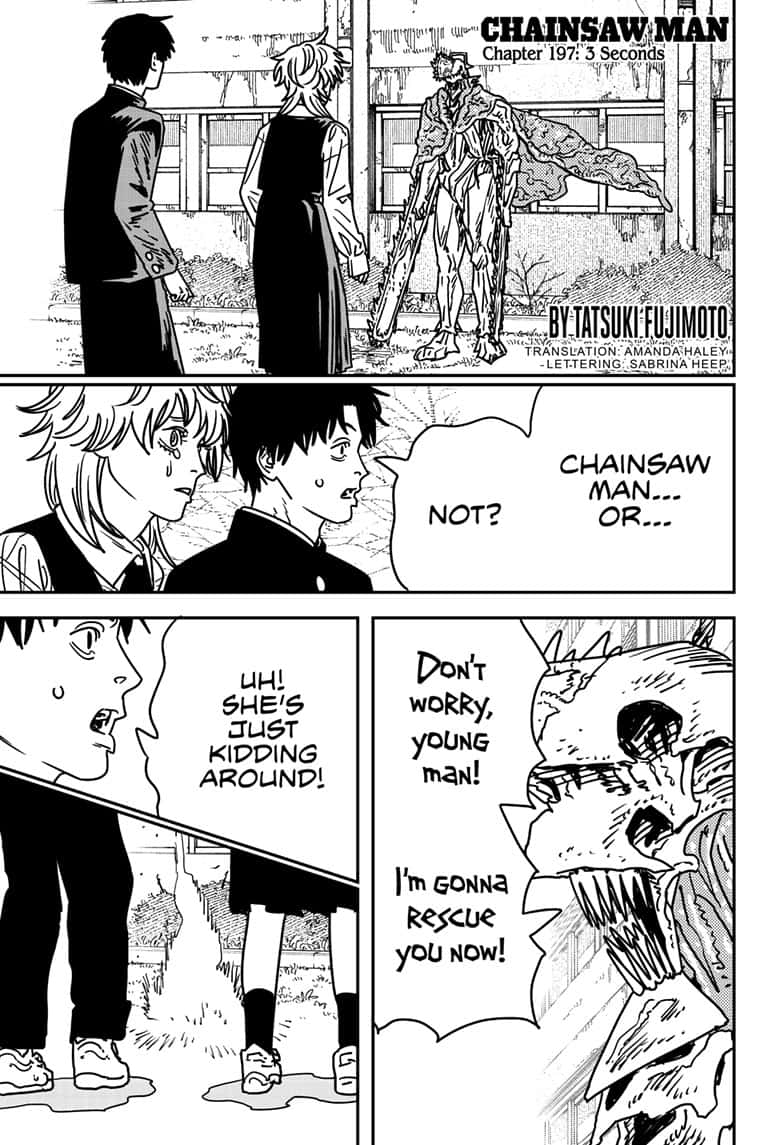 CHAINSAW MAN
Chapter 197: 3 Seconds
BY TATSUKI FUJIMOTO
TRANSLATION: AMANDA HALEY
-LETTERING: SABRINA HEEP
CHAINSAW
MAN...
OR...
NOT?
DON'T
WORRY,
YOUNG
MAN!
I'M GONNA
RESCUE
YOU NOW!
UH!
SHE'S
JUST
KIDDING
AROUND!